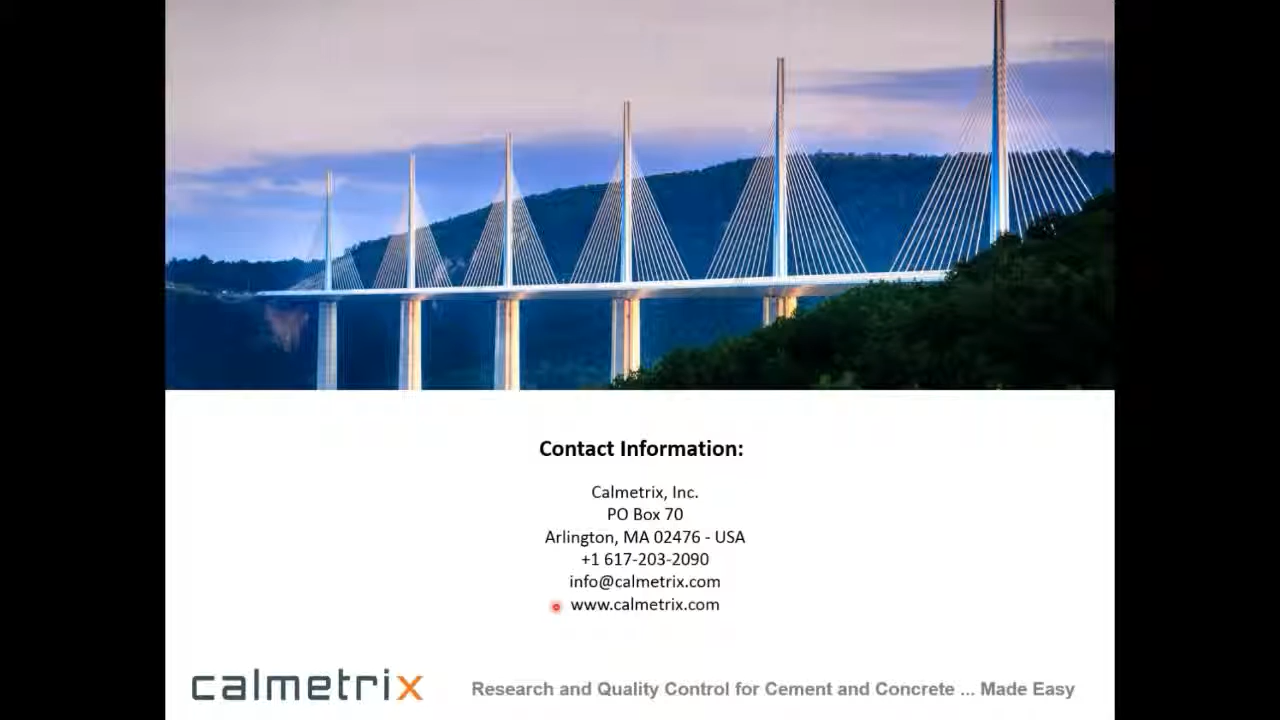 Contact Information:
Calmetrix, Inc.
PO Box 70
Arlington, MA 02476 - USA
+1 617-203-2090
info@calmetrix.com
www.calmetrix.com
calmetrix
Research and Quality Control for Cement and Concrete ... Made Easy